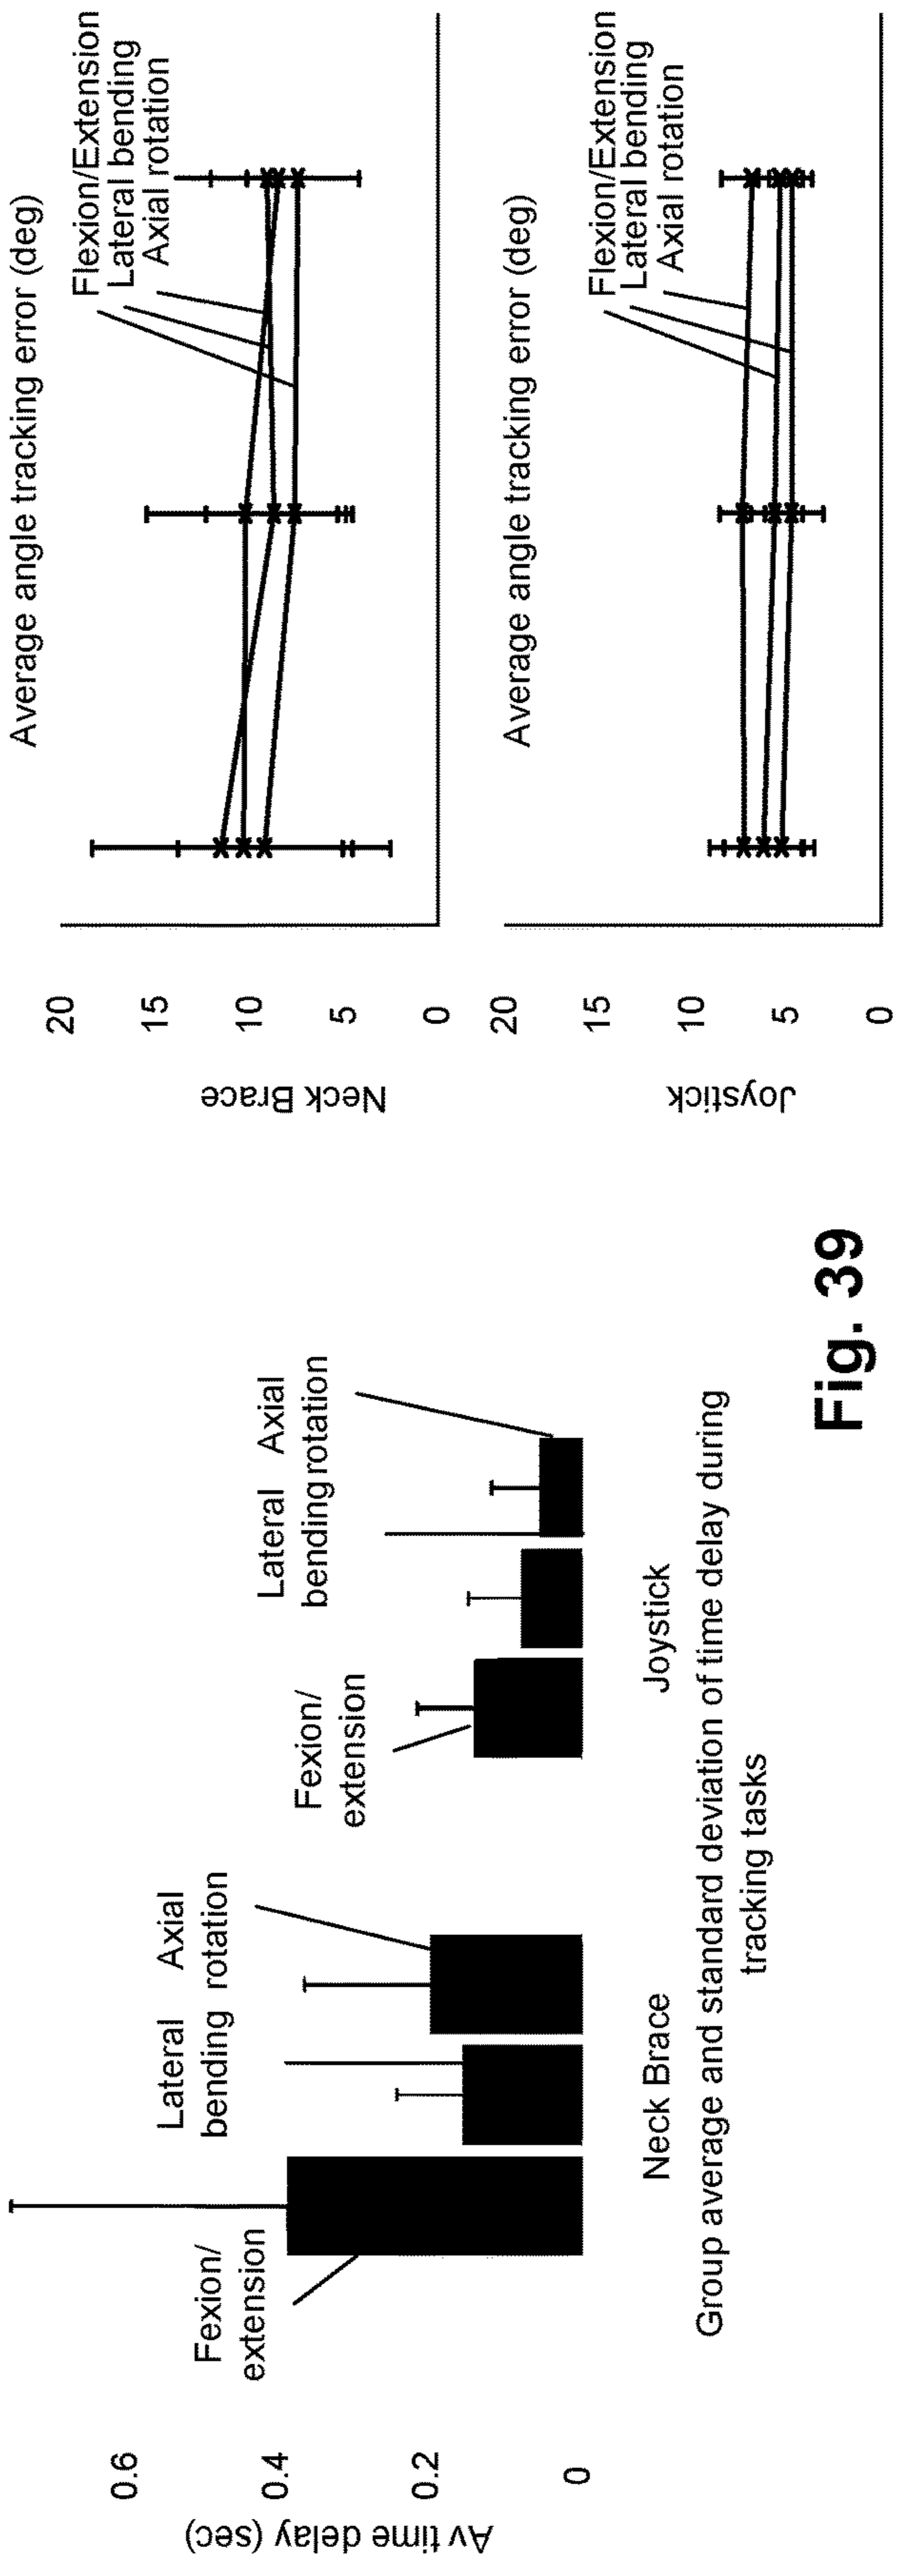 Av time delay (sec)
0.6
0.4
0.2
0
Fexion/
extension
Lateral Axial
bending rotation
Fexion/
extension
Lateral Axial
bending rotation
Neck Brace
Joystick
Group average and standard deviation of time delay during
tracking tasks
Fig. 39
Average angle tracking error (deg)
Neck Brace
20
15
10
5
0
Flexion/Extension
Lateral bending
Axial rotation
Average angle tracking error (deg)
Joystick
20
15
10
5
0
Flexion/Extension
Lateral bending
Axial rotation